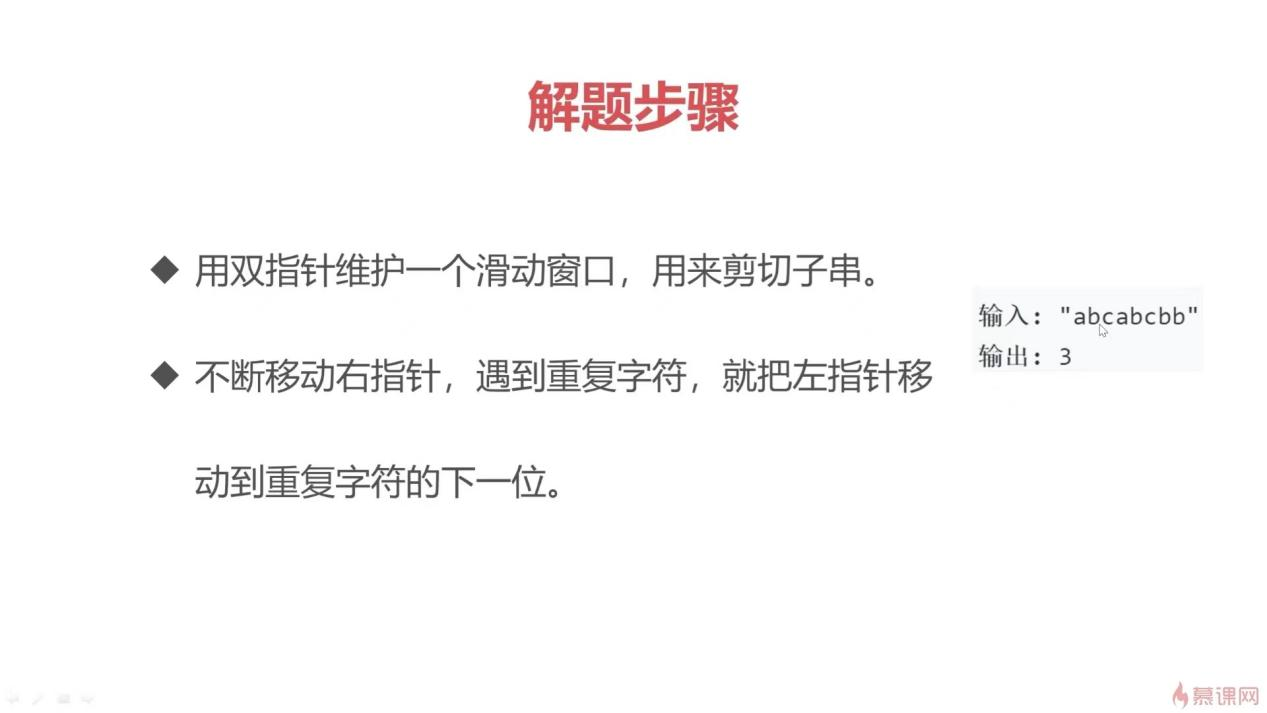 解题步骤
◆ 用双指针维护一个滑动窗口，用来剪切子串。
◆ 不断移动右指针，遇到重复字符，就把左指针移
动到重复字符的下一位。
输入："abcabcbb"
输出：3
慕课网